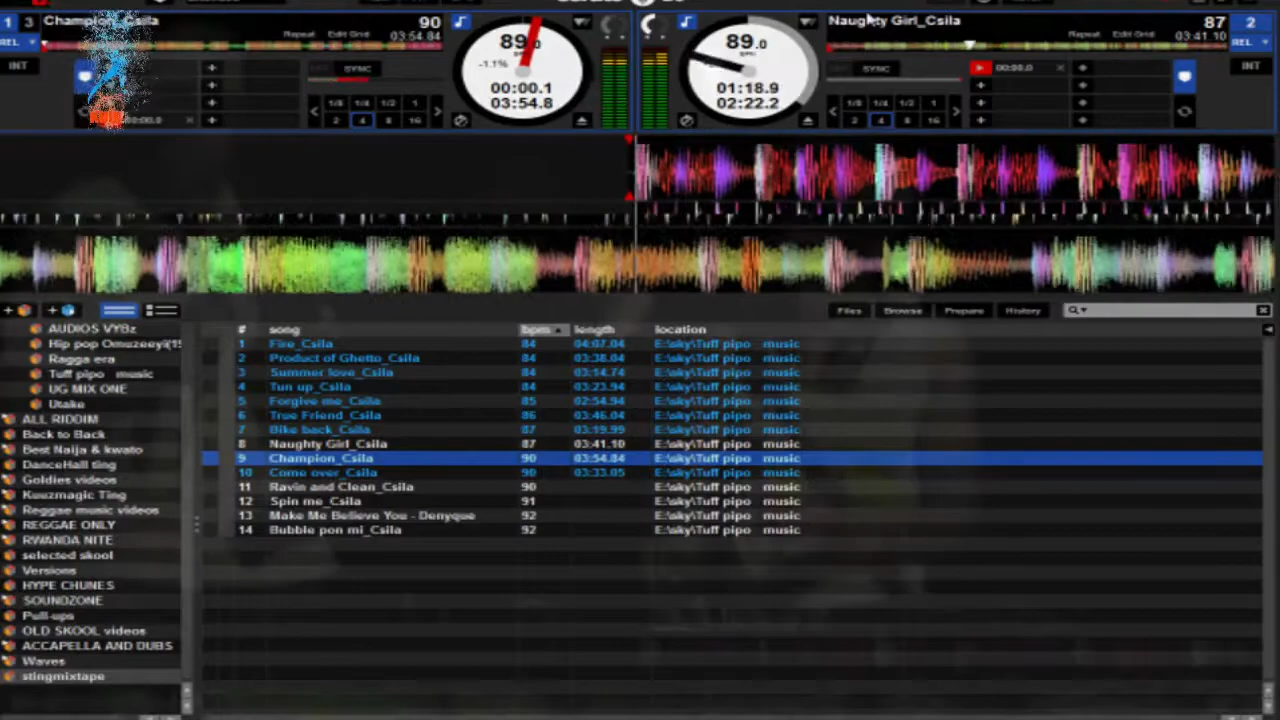 Champion_Csila 90
03:54.84
1 3
REL
INT
Repeat Edit Grid
SYNC
1/8 1/4 1/2 1
2 4 8 16
-1.1%
89.0
00:00.1
03:54.8
89.0
01:18.9
02:22.2
Naughty Girl_Csila 87
03:41.10
2
REL
INT
Repeat Edit Grid
SYNC
1/8 1/4 1/2 1
2 4 8 16
00:00.0
Files Browse Prepare History
# song bpm length location
1 Fire_Csila 84 04:07.04 E:\sky\Tuff pipo music
2 Product of Ghetto_Csila 84 03:38.04 E:\sky\Tuff pipo music
3 Summer love_Csila 84 03:14.74 E:\sky\Tuff pipo music
4 Tun up_Csila 84 03:23.94 E:\sky\Tuff pipo music
5 Forgive me_Csila 85 02:54.94 E:\sky\Tuff pipo music
6 True Friend_Csila 86 03:46.04 E:\sky\Tuff pipo music
7 Bike back_Csila 87 03:19.99 E:\sky\Tuff pipo music
8 Naughty Girl_Csila 87 03:41.10 E:\sky\Tuff pipo music
9 Champion_Csila 90 03:54.84 E:\sky\Tuff pipo music
10 Come over_Csila 90 03:33.05 E:\sky\Tuff pipo music
11 Ravin and Clean_Csila 90 E:\sky\Tuff pipo music
12 Spin me_Csila 91 E:\sky\Tuff pipo music
13 Make Me Believe You - Denyque 92 E:\sky\Tuff pipo music
14 Bubble pon mi_Csila 92 E:\sky\Tuff pipo music
AUDIOS VYBz
Hip pop Omuzeeyi(1
Ragga era
Tuff pipo music
UG MIX ONE
Utake
ALL RIDDIM
Back to Back
Best Naija & kwato
DanceHall ting
Goldies videos
Kuuzmagic Ting
Reggae music videos
REGGAE ONLY
RWANDA NITE
selected skool
Versions
HYPE CHUNES
SOUNDZONE
Pull-ups
OLD SKOOL videos
ACCAPELLA AND DUBS
Waves
stingmixtape